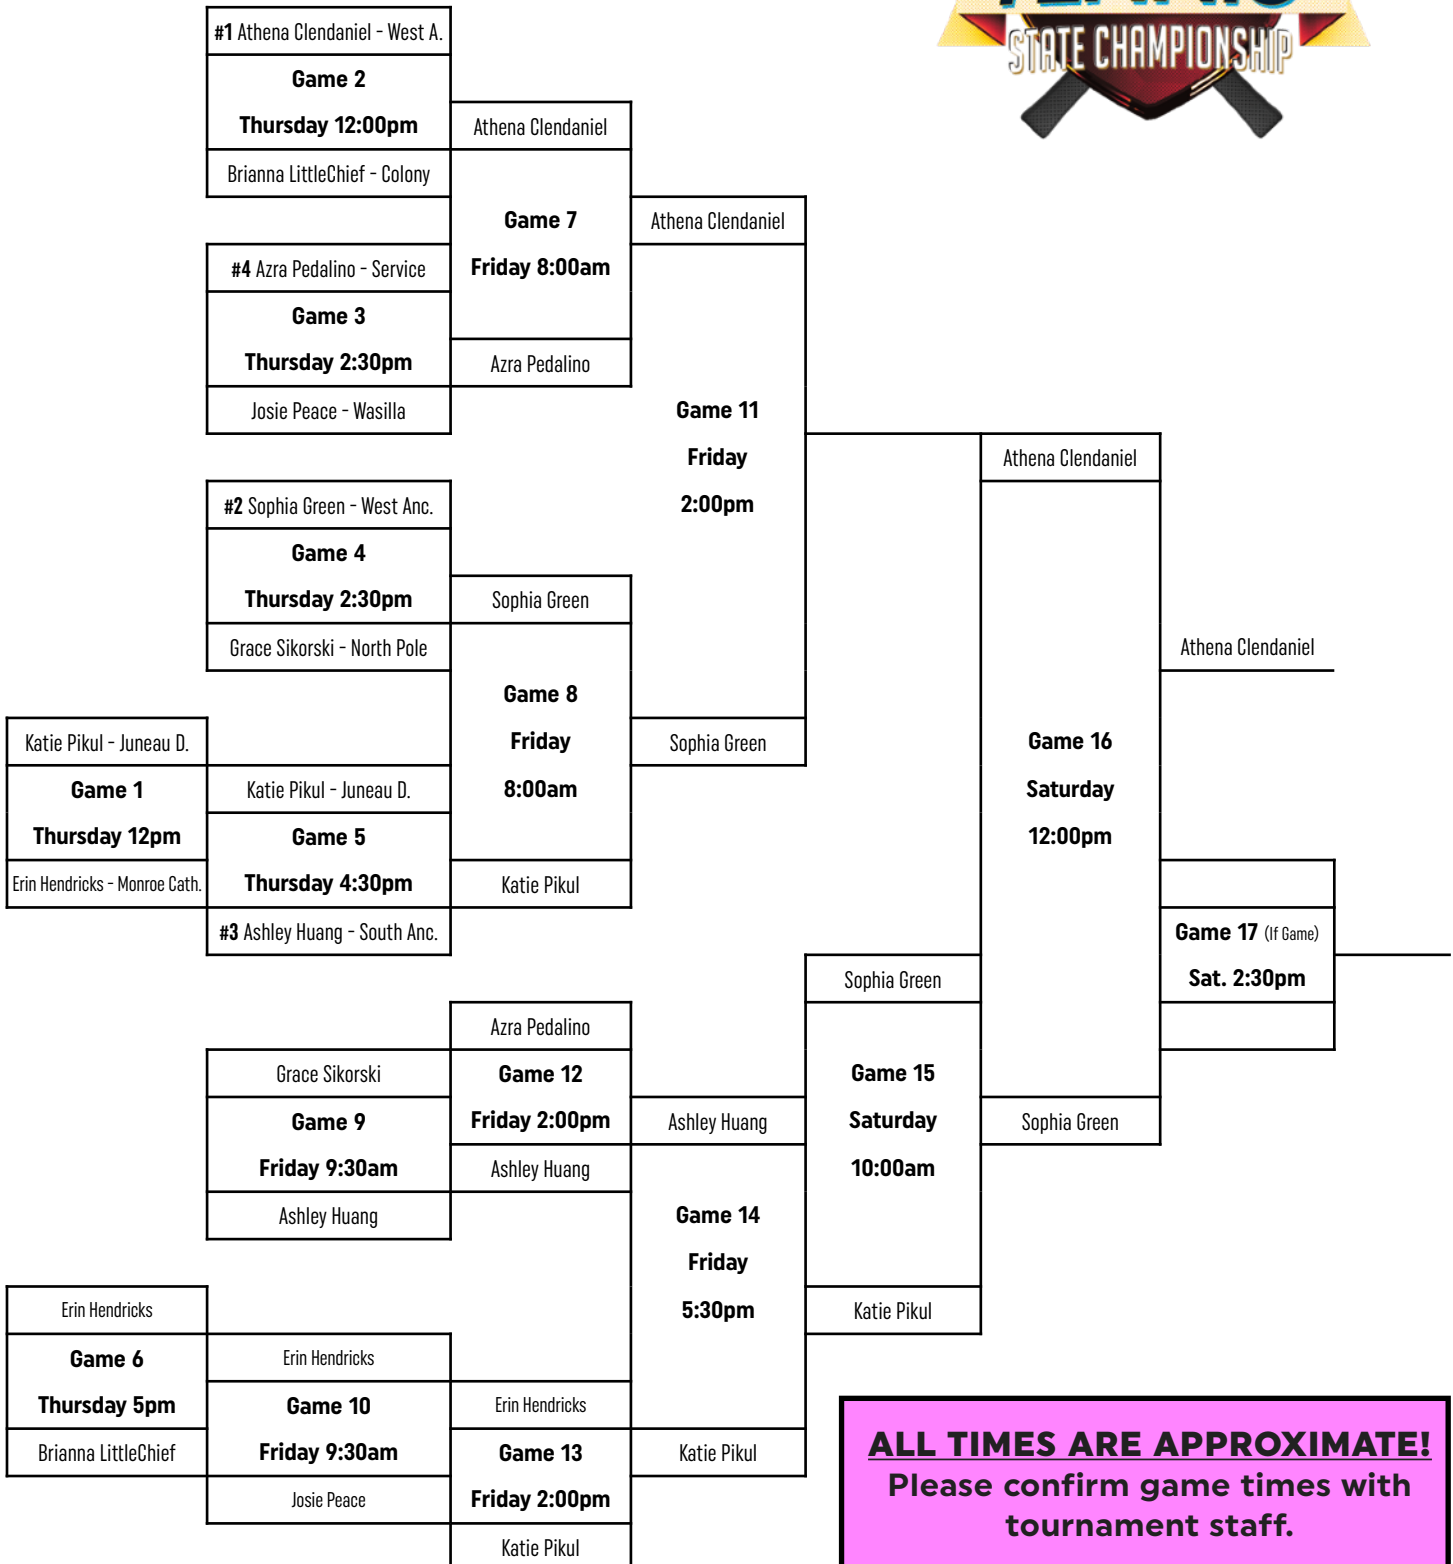 TENNIS
STATE CHAMPIONSHIP
#1 Athena Clendaniel - West A.
Game 2
Thursday 12:00pm
Brianna LittleChief - Colony
Athena Clendaniel
Game 7
Friday 8:00am
Azra Pedalino
#4 Azra Pedalino - Service
Game 3
Thursday 2:30pm
Josie Peace - Wasilla
Athena Clendaniel
Game 11
Friday
2:00pm
Sophia Green
#2 Sophia Green - West Anc.
Game 4
Thursday 2:30pm
Grace Sikorski - North Pole
Sophia Green
Game 8
Friday
8:00am
Katie Pikul
Katie Pikul - Juneau D.
Game 1
Thursday 12pm
Erin Hendricks - Monroe Cath.
Katie Pikul - Juneau D.
Game 5
Thursday 4:30pm
#3 Ashley Huang - South Anc.
Athena Clendaniel
Game 16
Saturday
12:00pm
Sophia Green
Athena Clendaniel
Game 17 (If Game)
Sat. 2:30pm
Azra Pedalino
Game 12
Friday 2:00pm
Ashley Huang
Grace Sikorski
Game 9
Friday 9:30am
Ashley Huang
Ashley Huang
Game 14
Friday
5:30pm
Katie Pikul
Sophia Green
Game 15
Saturday
10:00am
Katie Pikul
Erin Hendricks
Game 6
Thursday 5pm
Brianna LittleChief
Erin Hendricks
Game 10
Friday 9:30am
Josie Peace
Erin Hendricks
Game 13
Friday 2:00pm
Katie Pikul
ALL TIMES ARE APPROXIMATE!
Please confirm game times with
tournament staff.